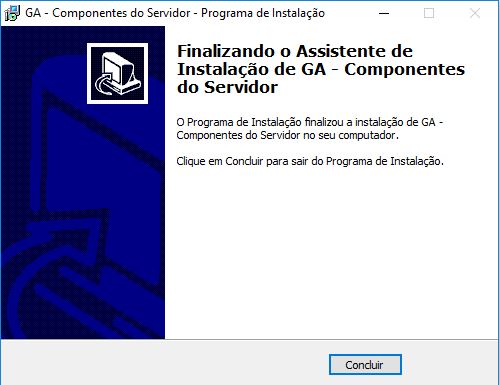 GA - Componentes do Servidor - Programa de Instalação
Finalizando o Assistente de
Instalação de GA - Componentes
do Servidor
O Programa de Instalação finalizou a instalação de GA -
Componentes do Servidor no seu computador.
Clique em Concluir para sair do Programa de Instalação.
Concluir